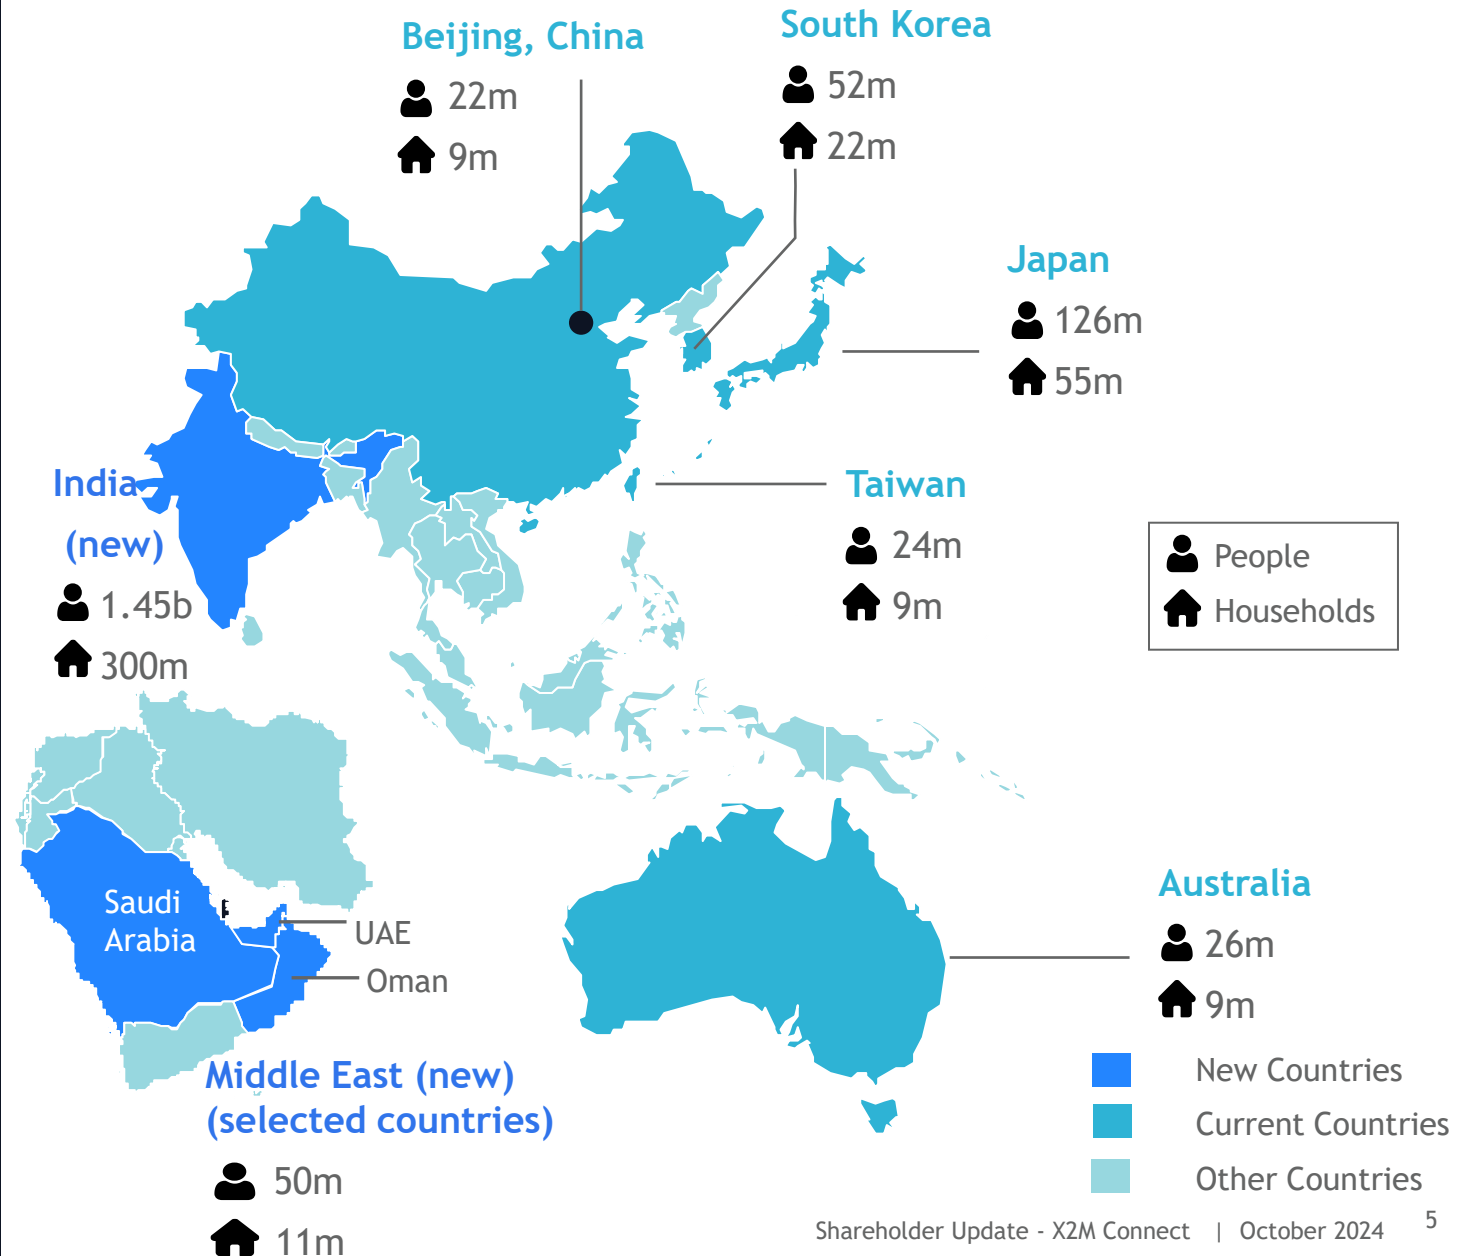 Beijing, China
22m
9m
South Korea
52m
22m
Japan
126m
55m
India
(new)
1.45b
300m
Taiwan
24m
9m
People
Households
Saudi
Arabia
UAE
Oman
Middle East (new)
(selected countries)
50m
11m
Australia
26m
9m
New Countries
Current Countries
Other Countries
Shareholder Update - X2M Connect | October 2024
5